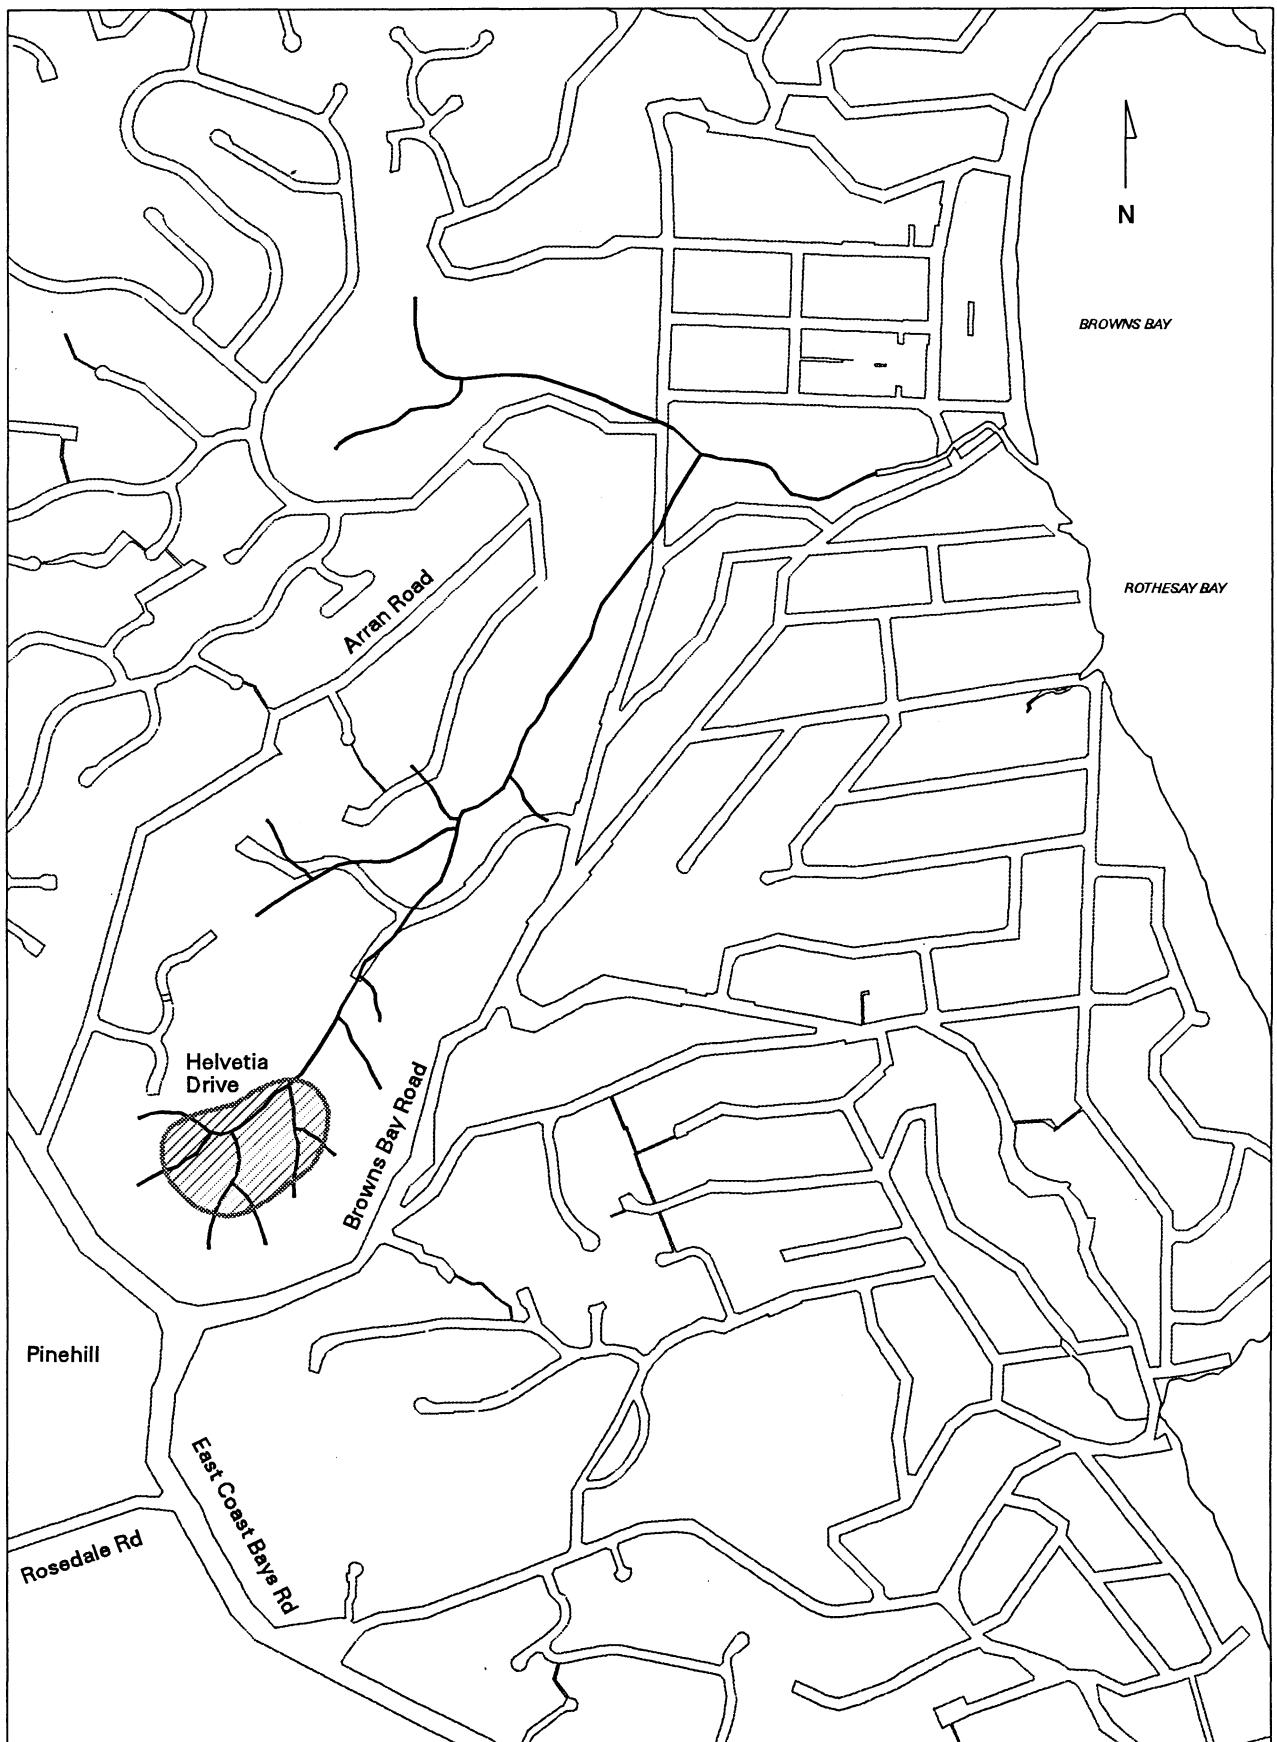 N
BROWNS BAY
ROTHESAY BAY
Arran Road
Helvetia
Drive
Browns Bay Road
Pinehill
East Coast Bays Rd
Rosedale Rd